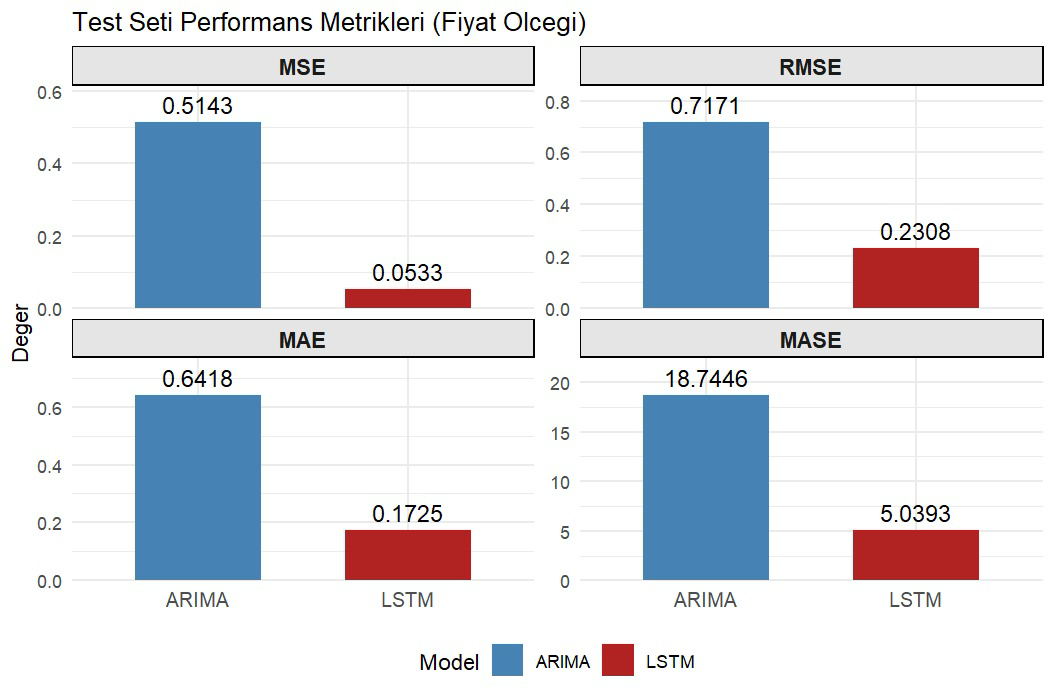 Test Seti Performans Metrikleri (Fiyat Olcegi)
MSE
RMSE
0.6
0.4
0.2
0.0
0.5143
0.0533
0.8
0.6
0.4
0.2
0.0
0.7171
0.2308
Deger
MAE
MASE
0.6
0.4
0.2
0.0
0.6418
0.1725
20
15
10
5
0
18.7446
5.0393
ARIMA LSTM
ARIMA LSTM
Model ARIMA LSTM